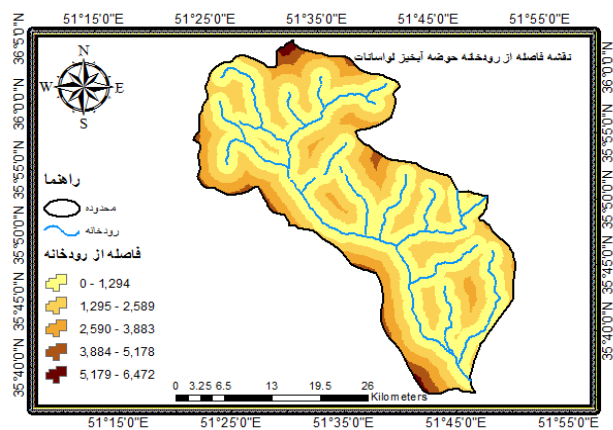 51°15'0"E 51°25'0"E 51°35'0"E 51°45'0"E 51°55'0"E
نقشه فاصله از رودخانه حوضه آبخیز لواسانات
N
W E
S
36°5'0"N
36°0'0"N
35°55'0"N
35°50'0"N
35°45'0"N
35°40'0"N
36°0'0"N
35°55'0"N
35°50'0"N
35°45'0"N
35°40'0"N
راهنما
محدوده
رودخانه
فاصله از رودخانه
0 - 1,294
1,295 - 2,589
2,590 - 3,883
3,884 - 5,178
5,179 - 6,472
0 3.25 6.5 13 19.5 26
Kilometers
51°15'0"E 51°25'0"E 51°35'0"E 51°45'0"E 51°55'0"E